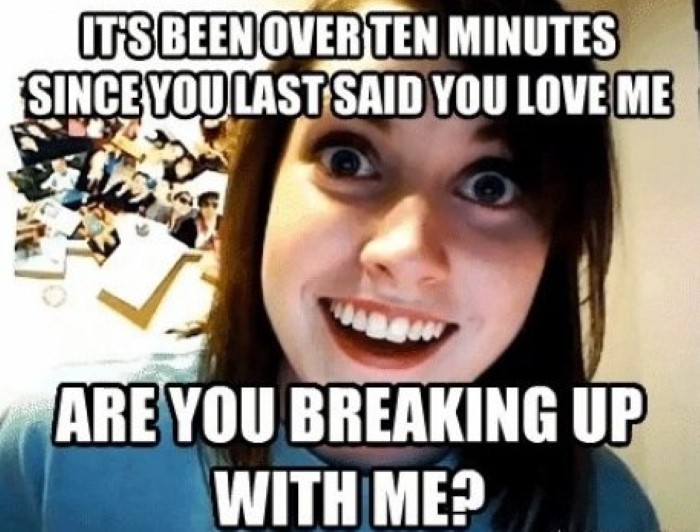 IT'S BEEN OVER TEN MINUTES
SINCE YOU LAST SAID YOU LOVE ME
ARE YOU BREAKING UP
WITH ME?